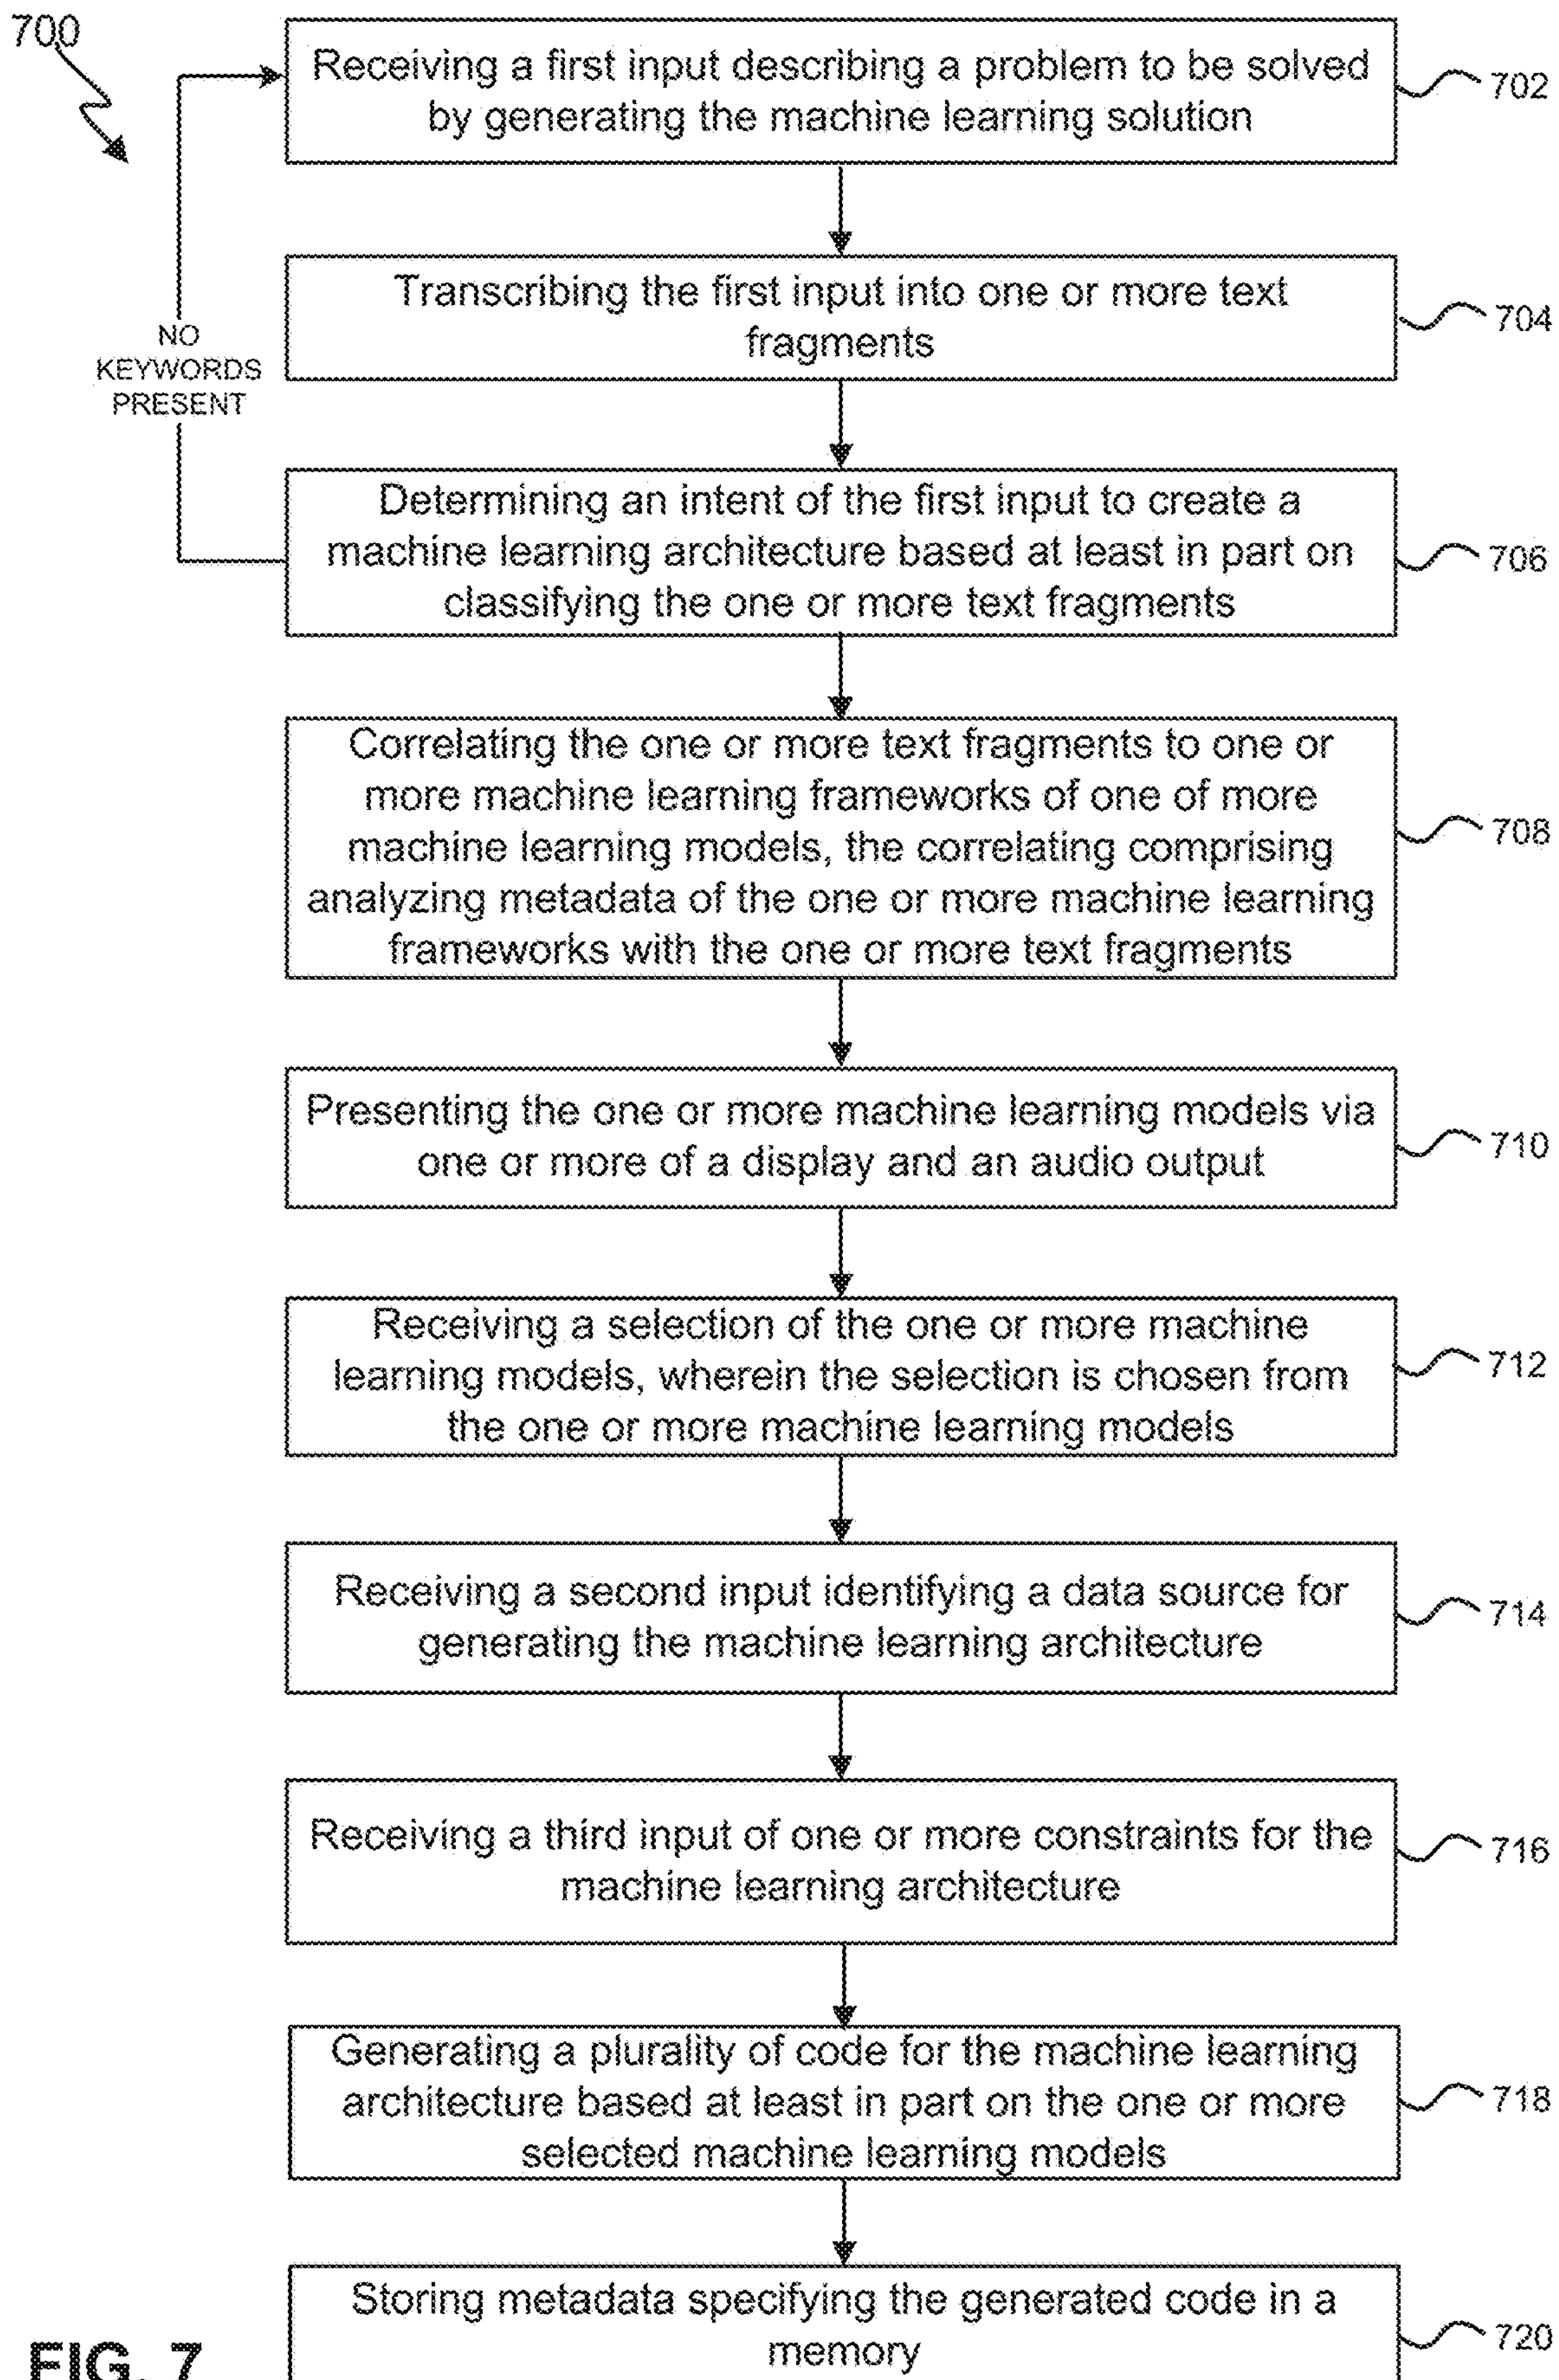 700
Receiving a first input describing a problem to be solved
by generating the machine learning solution
702
Transcribing the first input into one or more text
fragments
704
NO
KEYWORDS
PRESENT
Determining an intent of the first input to create a
machine learning architecture based at least in part on
classifying the one or more text fragments
706
Correlating the one or more text fragments to one or
more machine learning frameworks of one of more
machine learning models, the correlating comprising
analyzing metadata of the one or more machine learning
frameworks with the one or more text fragments
708
Presenting the one or more machine learning models via
one or more of a display and an audio output
710
Receiving a selection of the one or more machine
learning models, wherein the selection is chosen from
the one or more machine learning models
712
Receiving a second input identifying a data source for
generating the machine learning architecture
714
Receiving a third input of one or more constraints for the
machine learning architecture
716
Generating a plurality of code for the machine learning
architecture based at least in part on the one or more
selected machine learning models
718
Storing metadata specifying the generated code in a
memory
720
FIG. 7